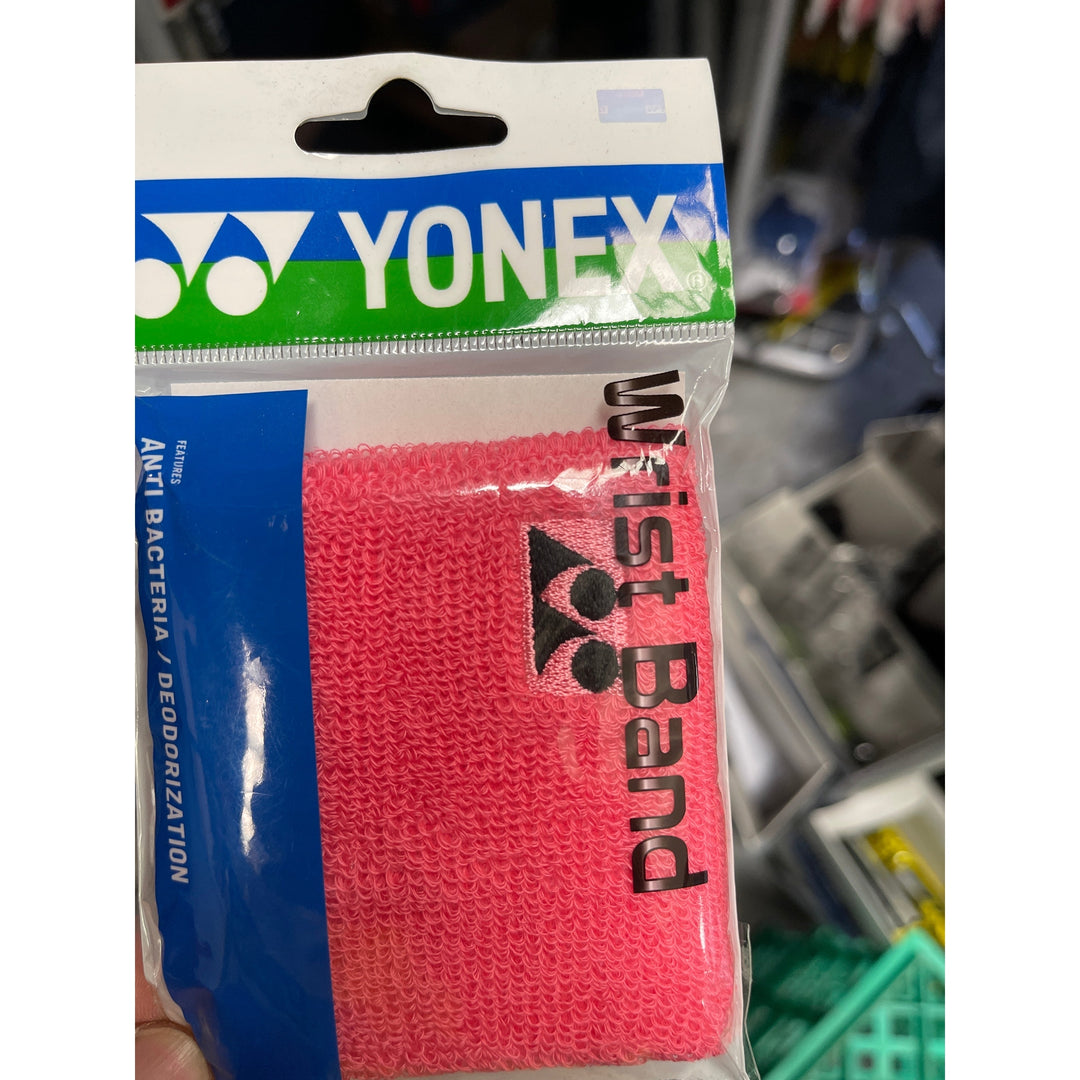 YONEX®
Wrist Band
FEATURES
ANTI BACTERIA / DEODORIZATION